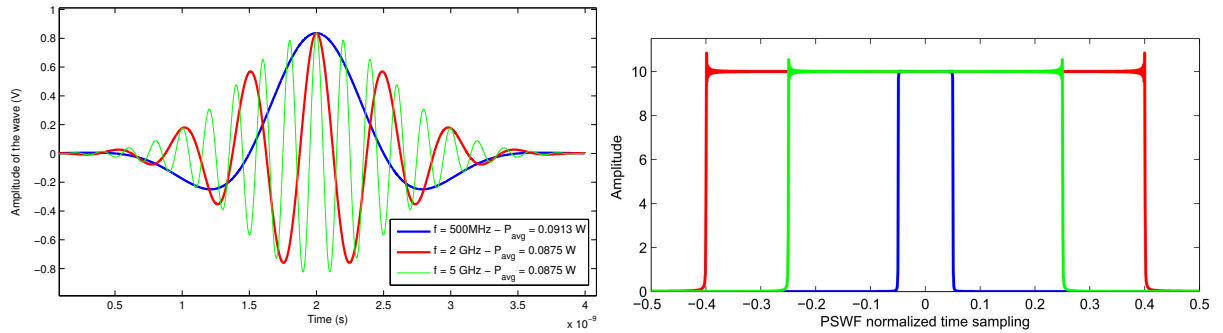 1
0.8
0.6
0.4
0.2
0
−0.2
−0.4
−0.6
−0.8
Amplitude of the wave (V)
0.5 1 1.5 2 2.5 3 3.5 4
Time (s)
x 10⁻⁹
f = 500MHz − Pavg = 0.0913 W
f = 2 GHz − Pavg = 0.0875 W
f = 5 GHz − Pavg = 0.0875 W
10
8
6
4
2
0
Amplitude
−0.5 −0.4 −0.3 −0.2 −0.1 0 0.1 0.2 0.3 0.4 0.5
PSWF normalized time sampling